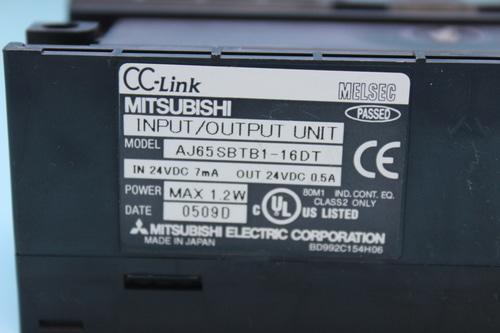 CC-Link MELSEC
MITSUBISHI PASSED
INPUT/OUTPUT UNIT
MODEL AJ65SBTB1-16DT
IN 24VDC 7mA OUT 24VDC 0.5A CE
POWER MAX 1.2W 80M1 IND. CONT. EQ.
CLASS2 ONLY
DATE 0509D C UL US LISTED
MITSUBISHI ELECTRIC CORPORATION
MADE IN JAPAN BD992C154H06